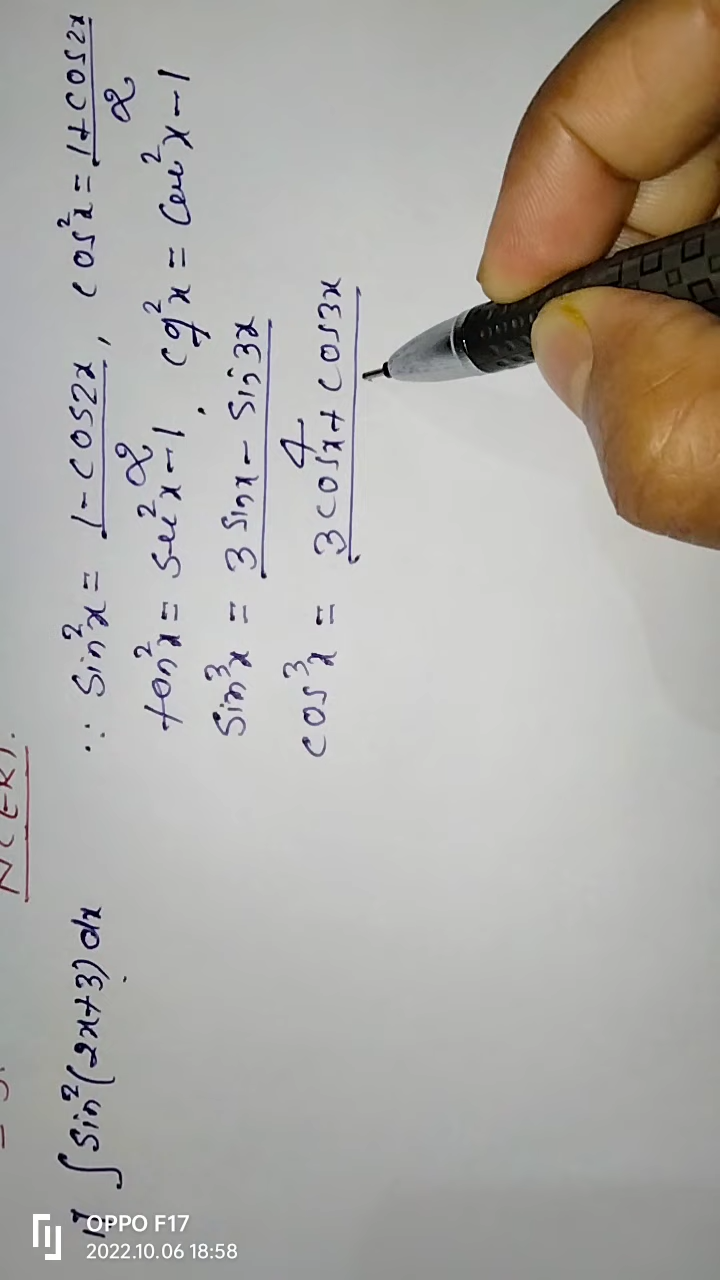 NCERT).
1) ∫ Sin²(2x+3) dx
∵ Sin²x = 1-cos2x / 2, cos²x = 1+cos2x / 2
tan²x = sec²x-1, cot²x = cosec²x-1
Sin³x = 3 sinx - sin3x / 4
cos³x = 3cosx + cos3x
OPPO F17
2022.10.06 18:58